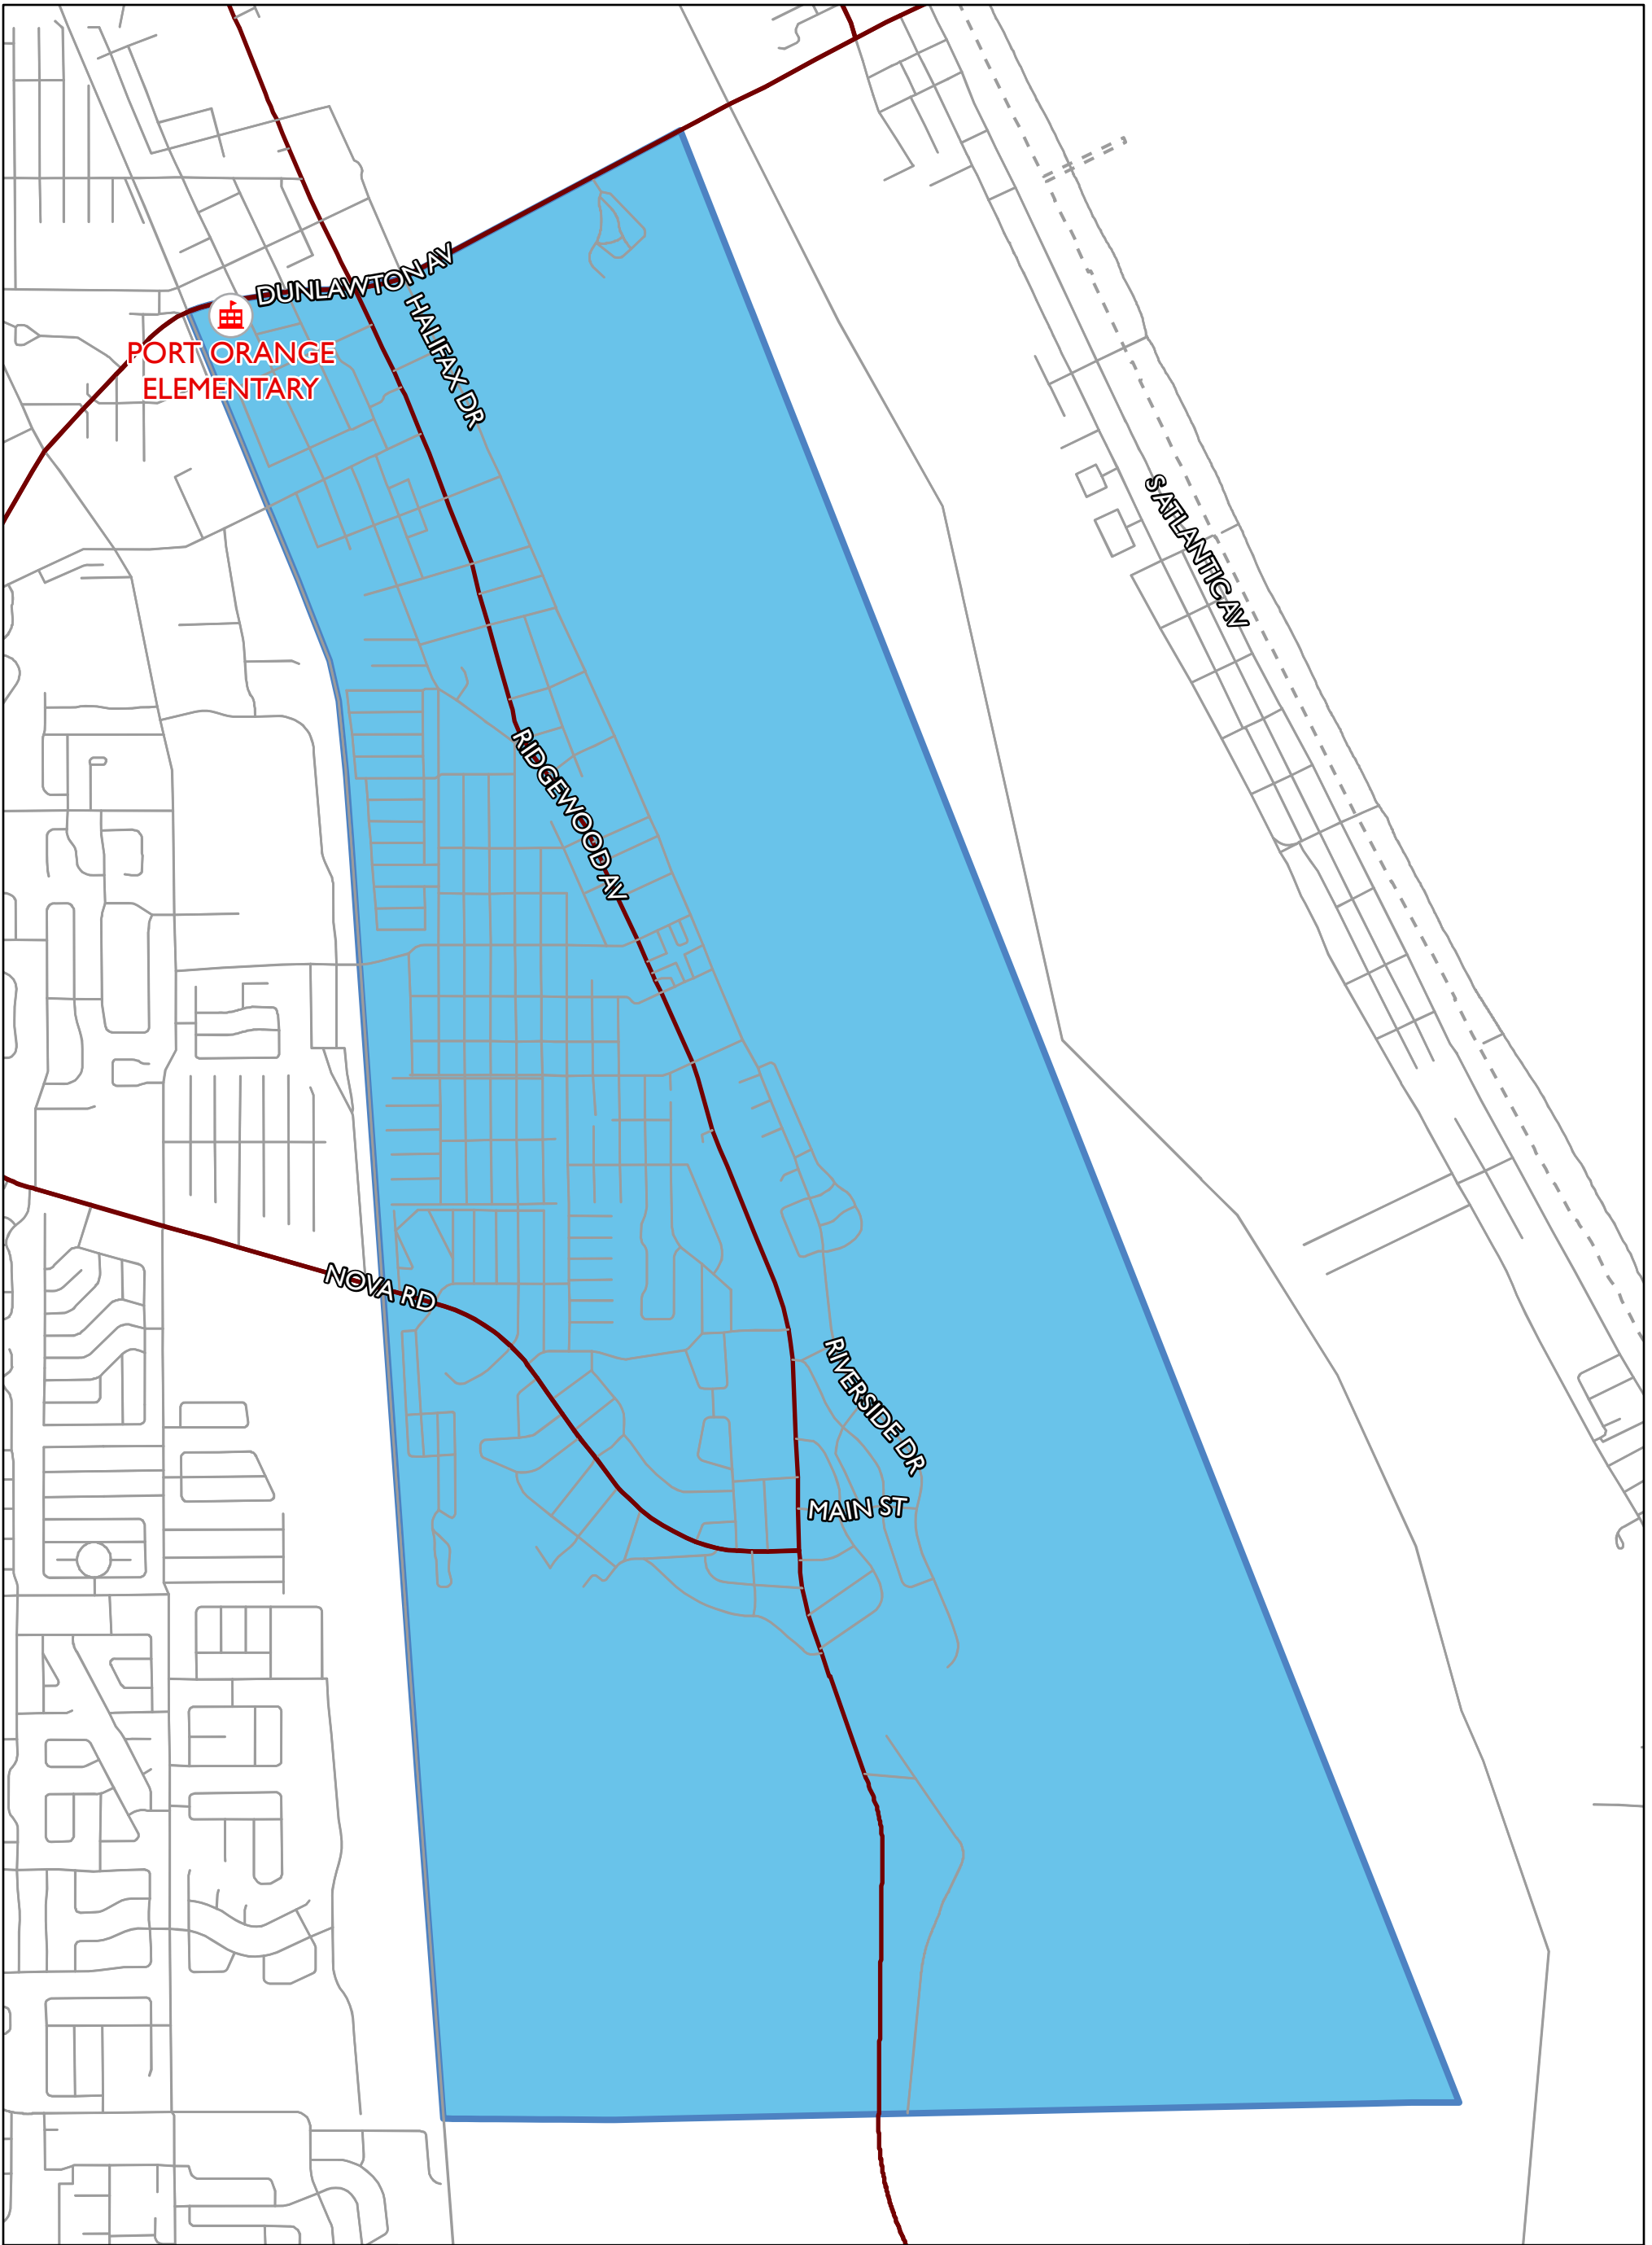 DUNLAWTON AV
HALIFAX DR
PORT ORANGE
ELEMENTARY
S ATLANTIC AV
RIDGEWOOD AV
NOVA RD
RIVERSIDE DR
MAIN ST